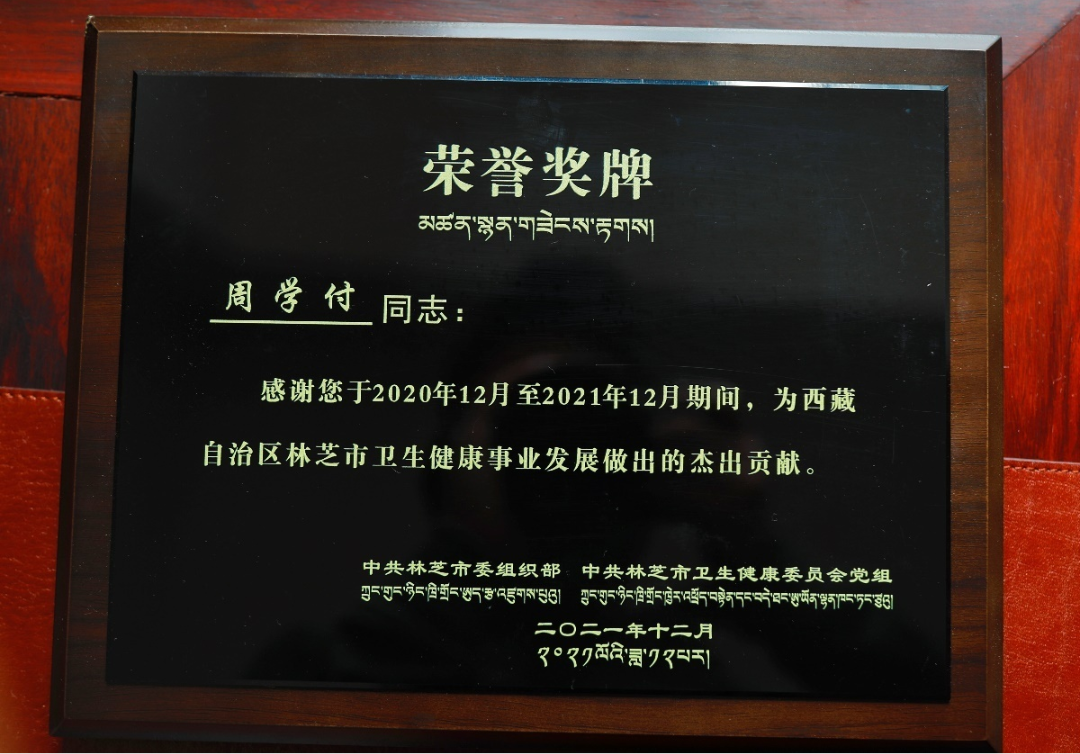 荣誉奖牌
མཚན་སྙན་གཟེངས་རྟགས།
周学付 同志：
感谢您于2020年12月至2021年12月期间，为西藏
自治区林芝市卫生健康事业发展做出的杰出贡献。
中共林芝市委组织部 中共林芝市卫生健康委员会党组
二〇二一年十二月
༢༠༢༡ལོའི་ཟླ་༡༢པར།